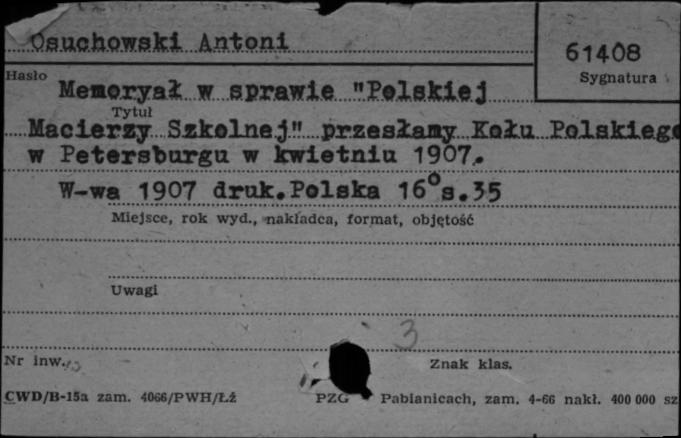 Osuchowski Antoni
61408
Hasło
Sygnatura
Memoryał w sprawie "Polskiej
Tytuł
Macierzy Szkolnej" przesłany Kołu Polskiego
w Petersburgu w kwietniu 1907.
W-wa 1907 druk.Polska 16°s.35
Miejsce, rok wyd., nakładca, format, objętość
Uwagi
3
Nr inw.
Znak klas.
CWD/B-15a zam. 4066/PWH/Łź PZG Pabianicach, zam. 4-66 nakł. 400 000 sz